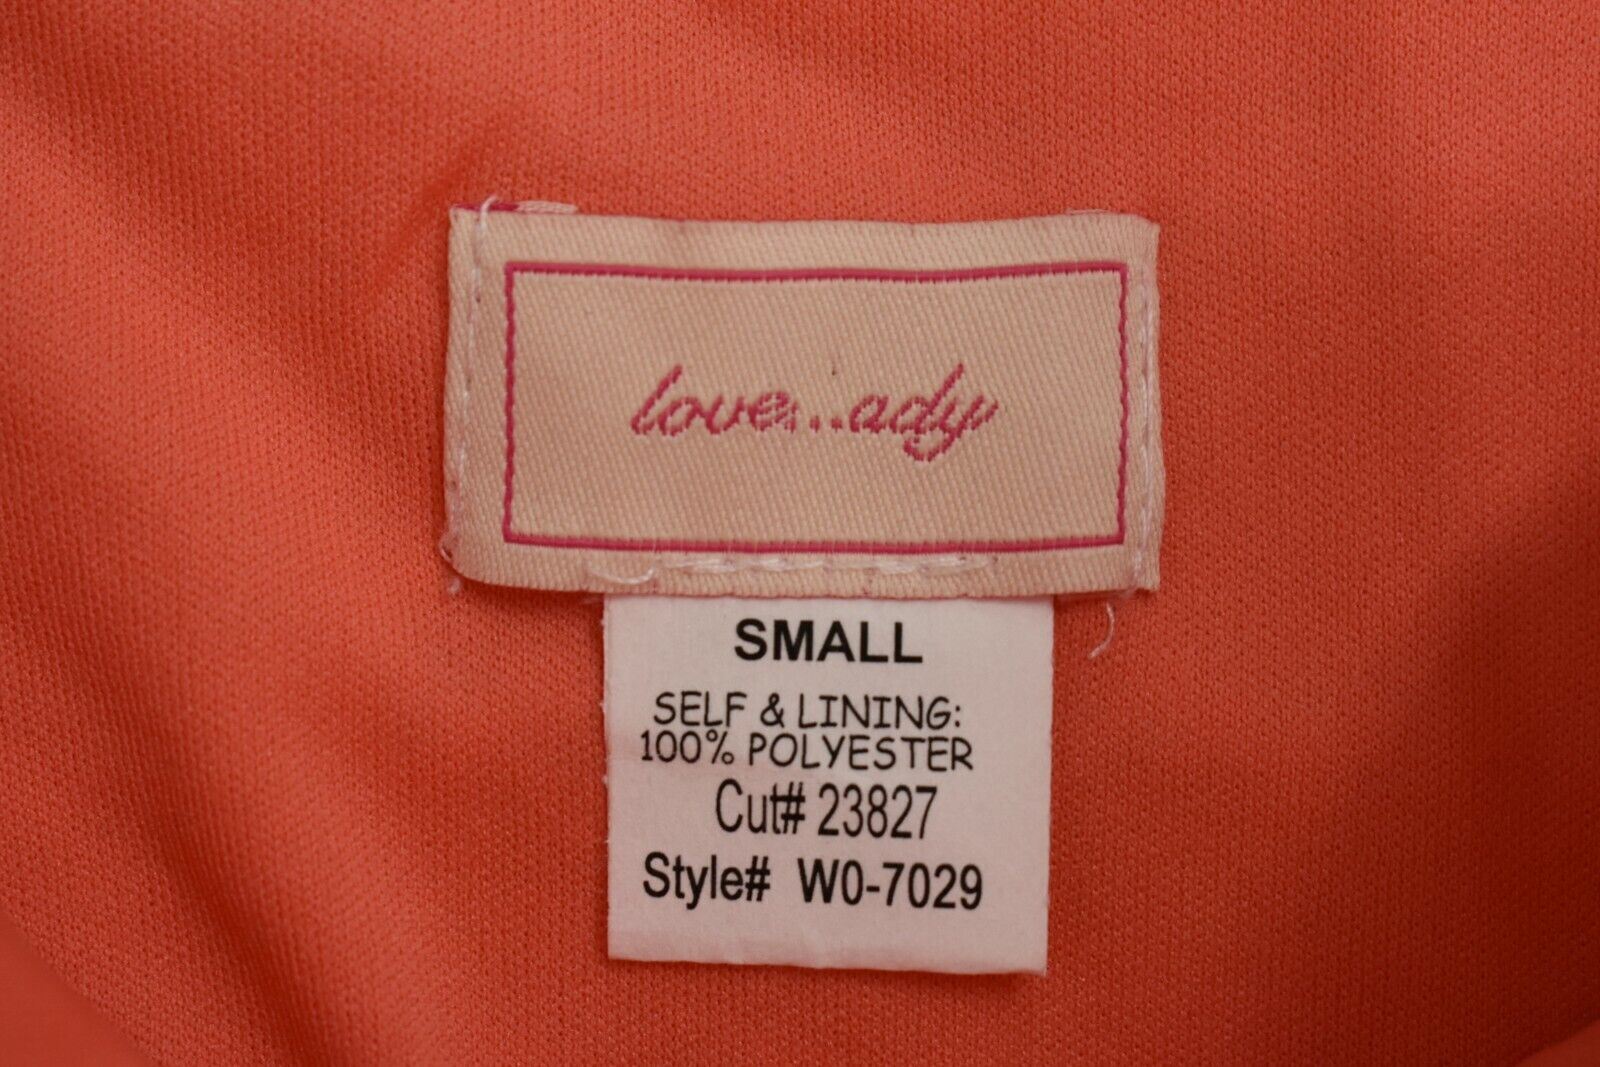 love...ady
SMALL
SELF & LINING:
100% POLYESTER
Cut# 23827
Style# W0-7029